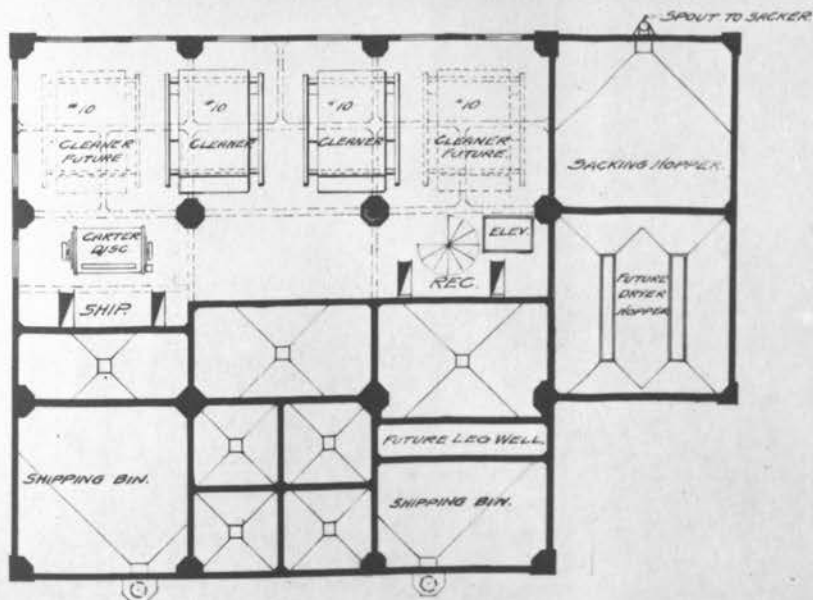 SPOUT TO SACKER.
#10
CLEANER
FUTURE
#10
CLEANER
#10
CLEANER
#10
CLEANER
FUTURE.
SACKING HOPPER.
CARTER
DISC
ELEV.
SHIP.
REC.
FUTURE
DRYER
HOPPER
FUTURE LEG WELL.
SHIPPING BIN.
SHIPPING BIN.